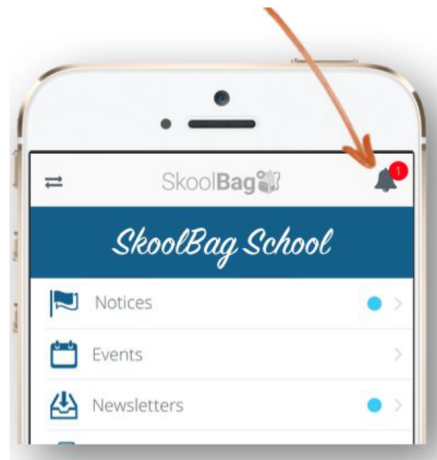 SkoolBag
1
SkoolBag School
Notices
Events
Newsletters